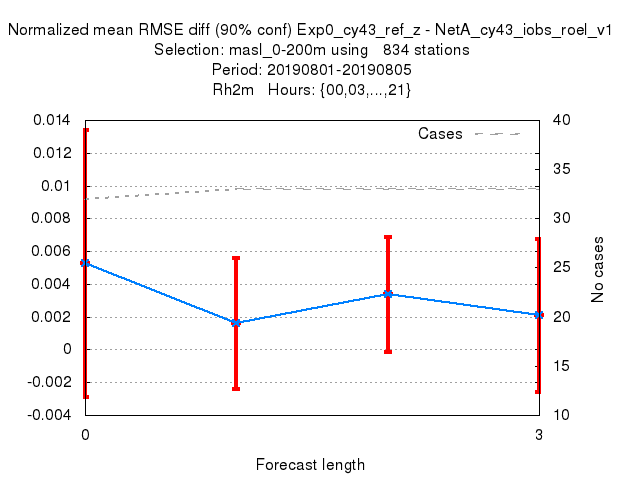 Normalized mean RMSE diff (90% conf) Exp0_cy43_ref_z - NetA_cy43_iobs_roel_v1
Selection: masl_0-200m using   834 stations
Period: 20190801-20190805
Rh2m   Hours: {00,03,...,21}
Cases
0.014
0.012
0.01
0.008
0.006
0.004
0.002
0
-0.002
-0.004
40
35
30
25
20
15
10
No cases
0
3
Forecast length